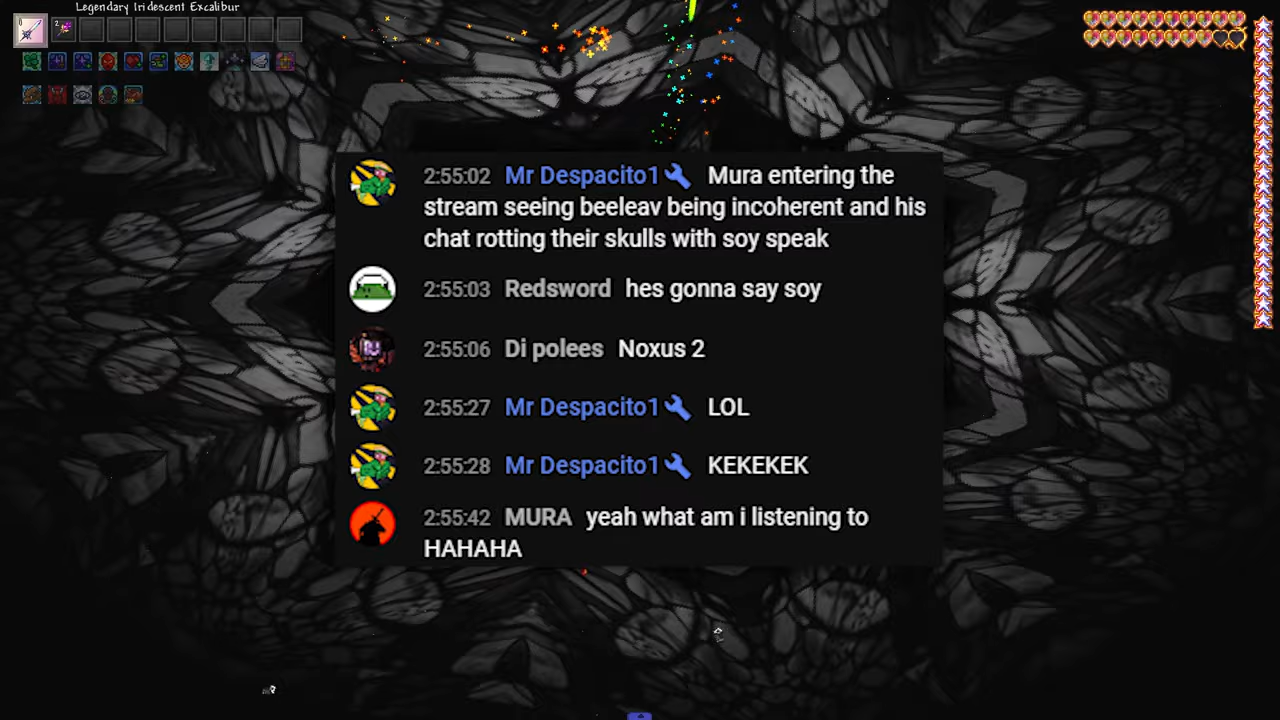 Legendary Iridescent Excalibur
2:55:02 Mr Despacito1 Mura entering the
stream seeing beeleav being incoherent and his
chat rotting their skulls with soy speak
2:55:03 Redsword hes gonna say soy
2:55:06 Di polees Noxus 2
2:55:27 Mr Despacito1 LOL
2:55:28 Mr Despacito1 KEKEKEK
2:55:42 MURA yeah what am i listening to
HAHAHA